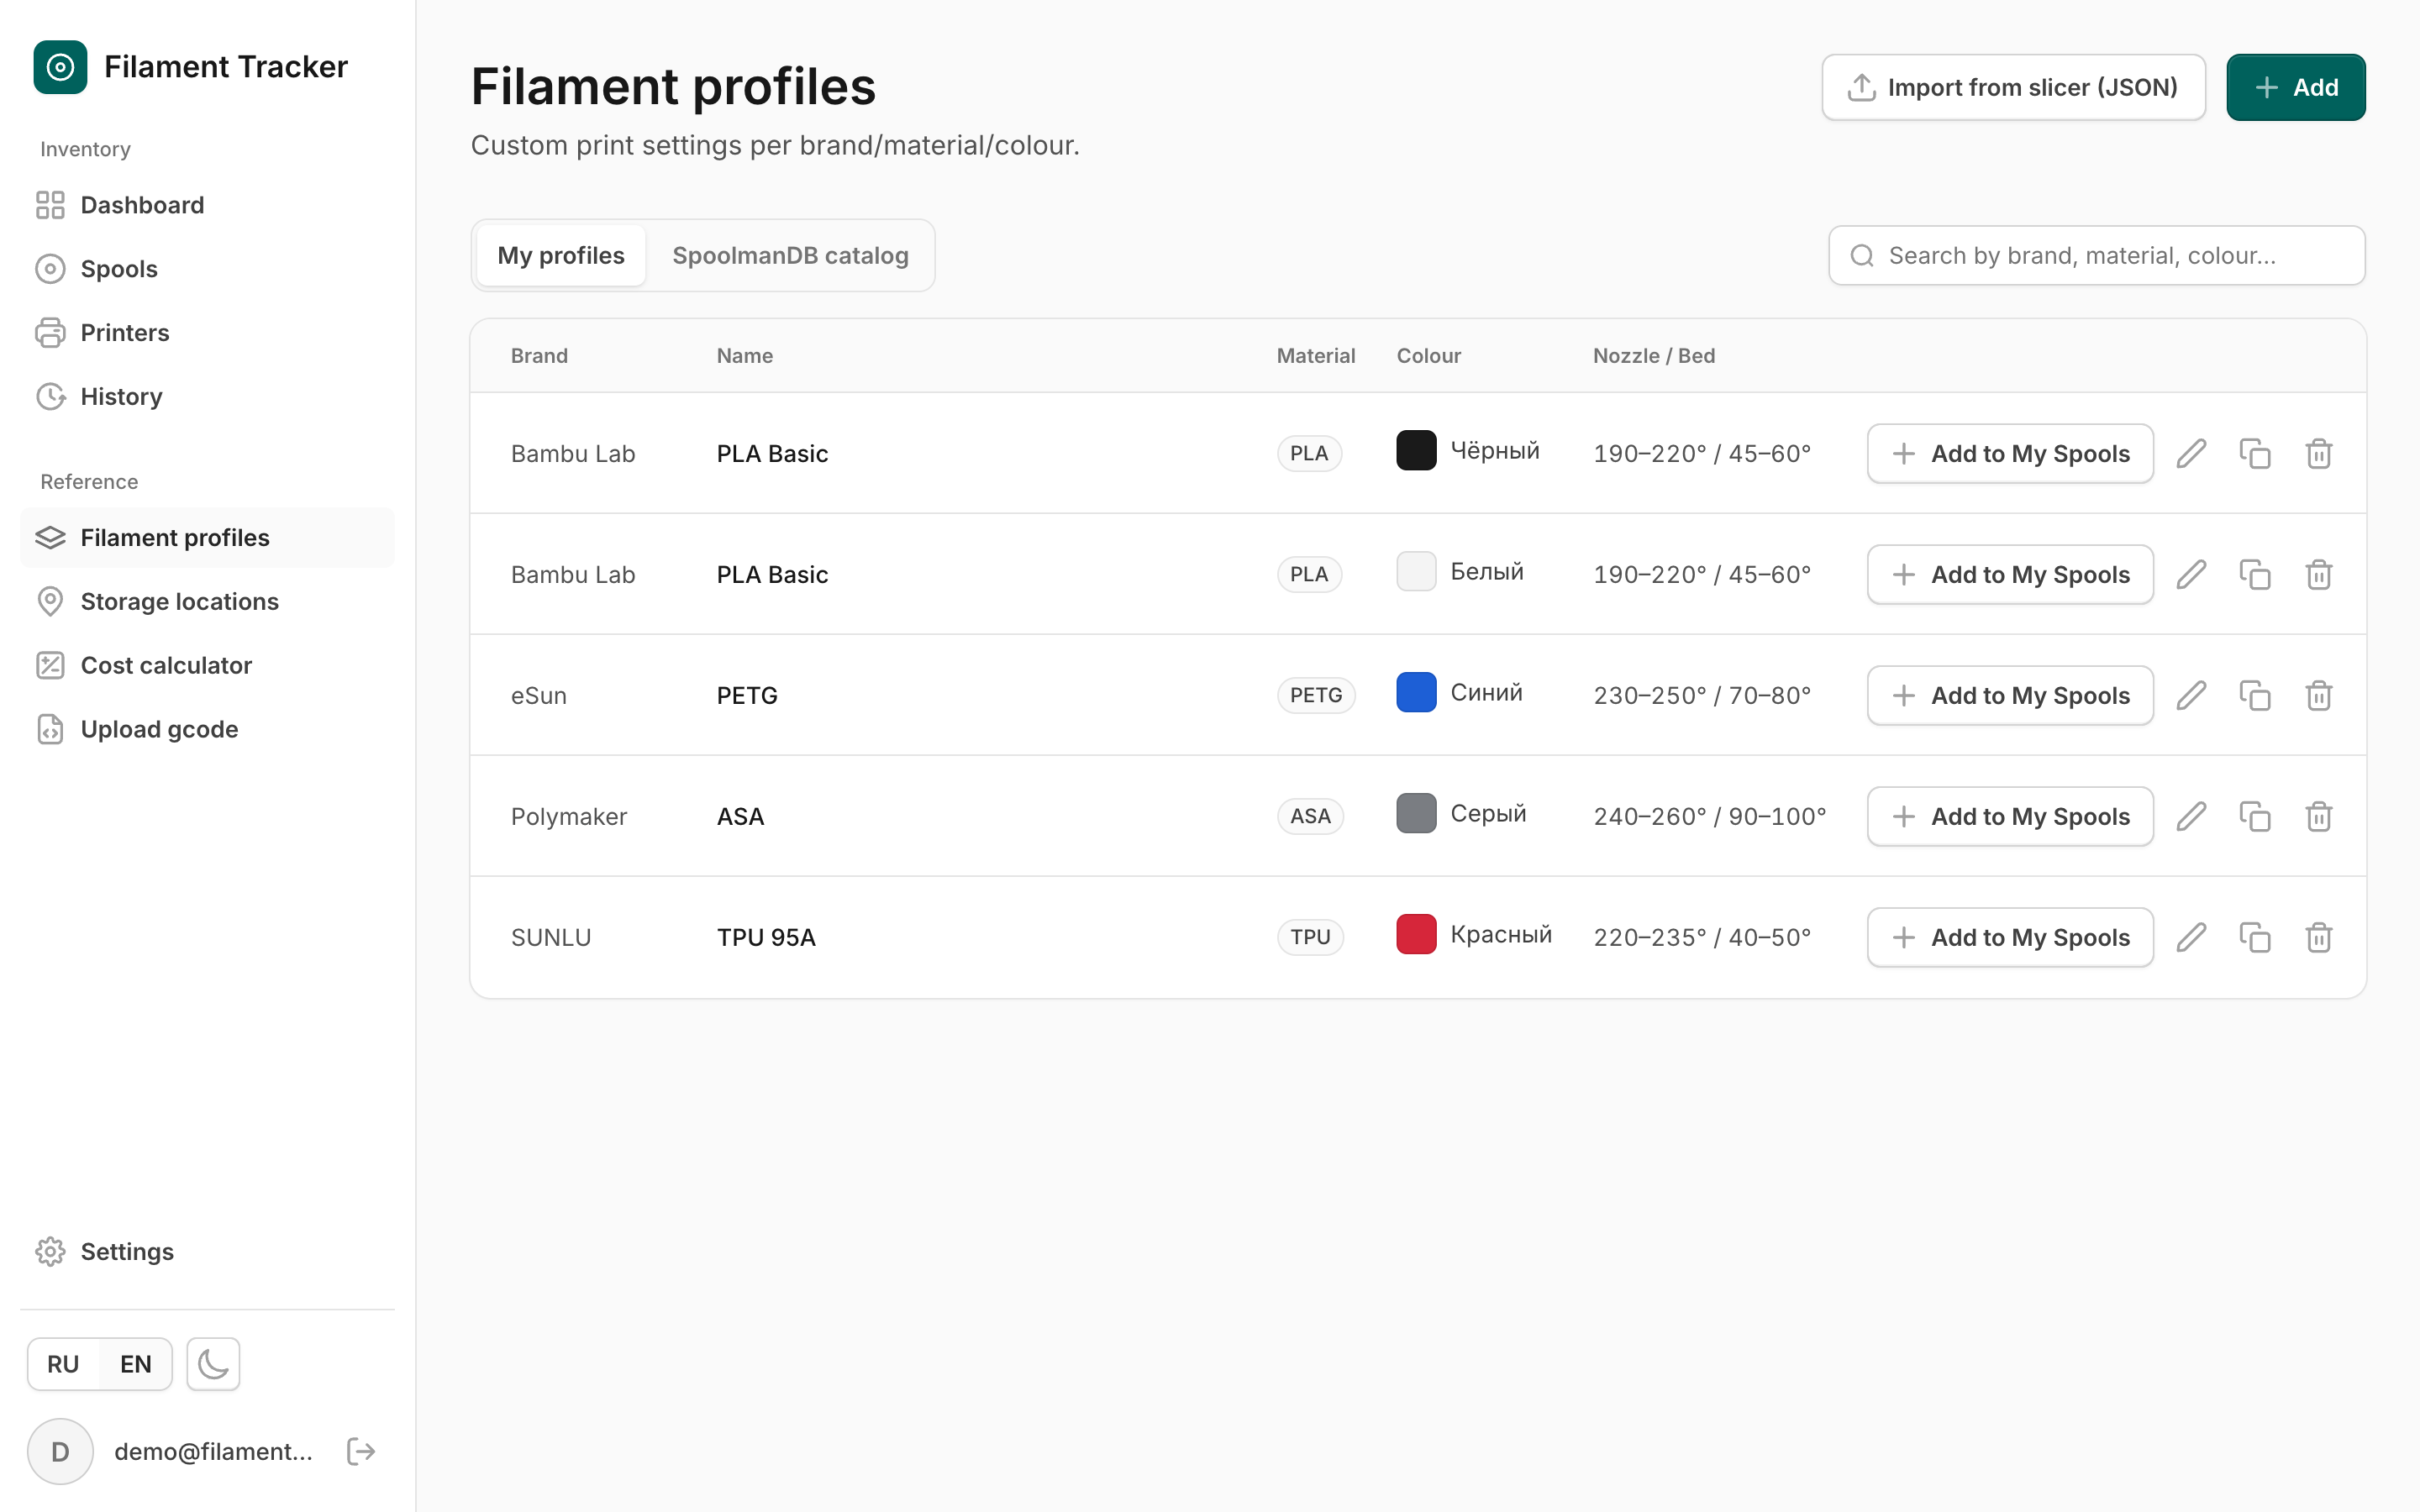 Filament Tracker
Inventory
Dashboard
Spools
Printers
History
Reference
Filament profiles
Storage locations
Cost calculator
Upload gcode
Settings
RU EN
D demo@filament...
Filament profiles
Custom print settings per brand/material/colour.
Import from slicer (JSON)
Add
My profiles
SpoolmanDB catalog
Search by brand, material, colour...
Brand Name Material Colour Nozzle / Bed
Bambu Lab PLA Basic PLA Чёрный 190–220° / 45–60° Add to My Spools
Bambu Lab PLA Basic PLA Белый 190–220° / 45–60° Add to My Spools
eSun PETG PETG Синий 230–250° / 70–80° Add to My Spools
Polymaker ASA ASA Серый 240–260° / 90–100° Add to My Spools
SUNLU TPU 95A TPU Красный 220–235° / 40–50° Add to My Spools